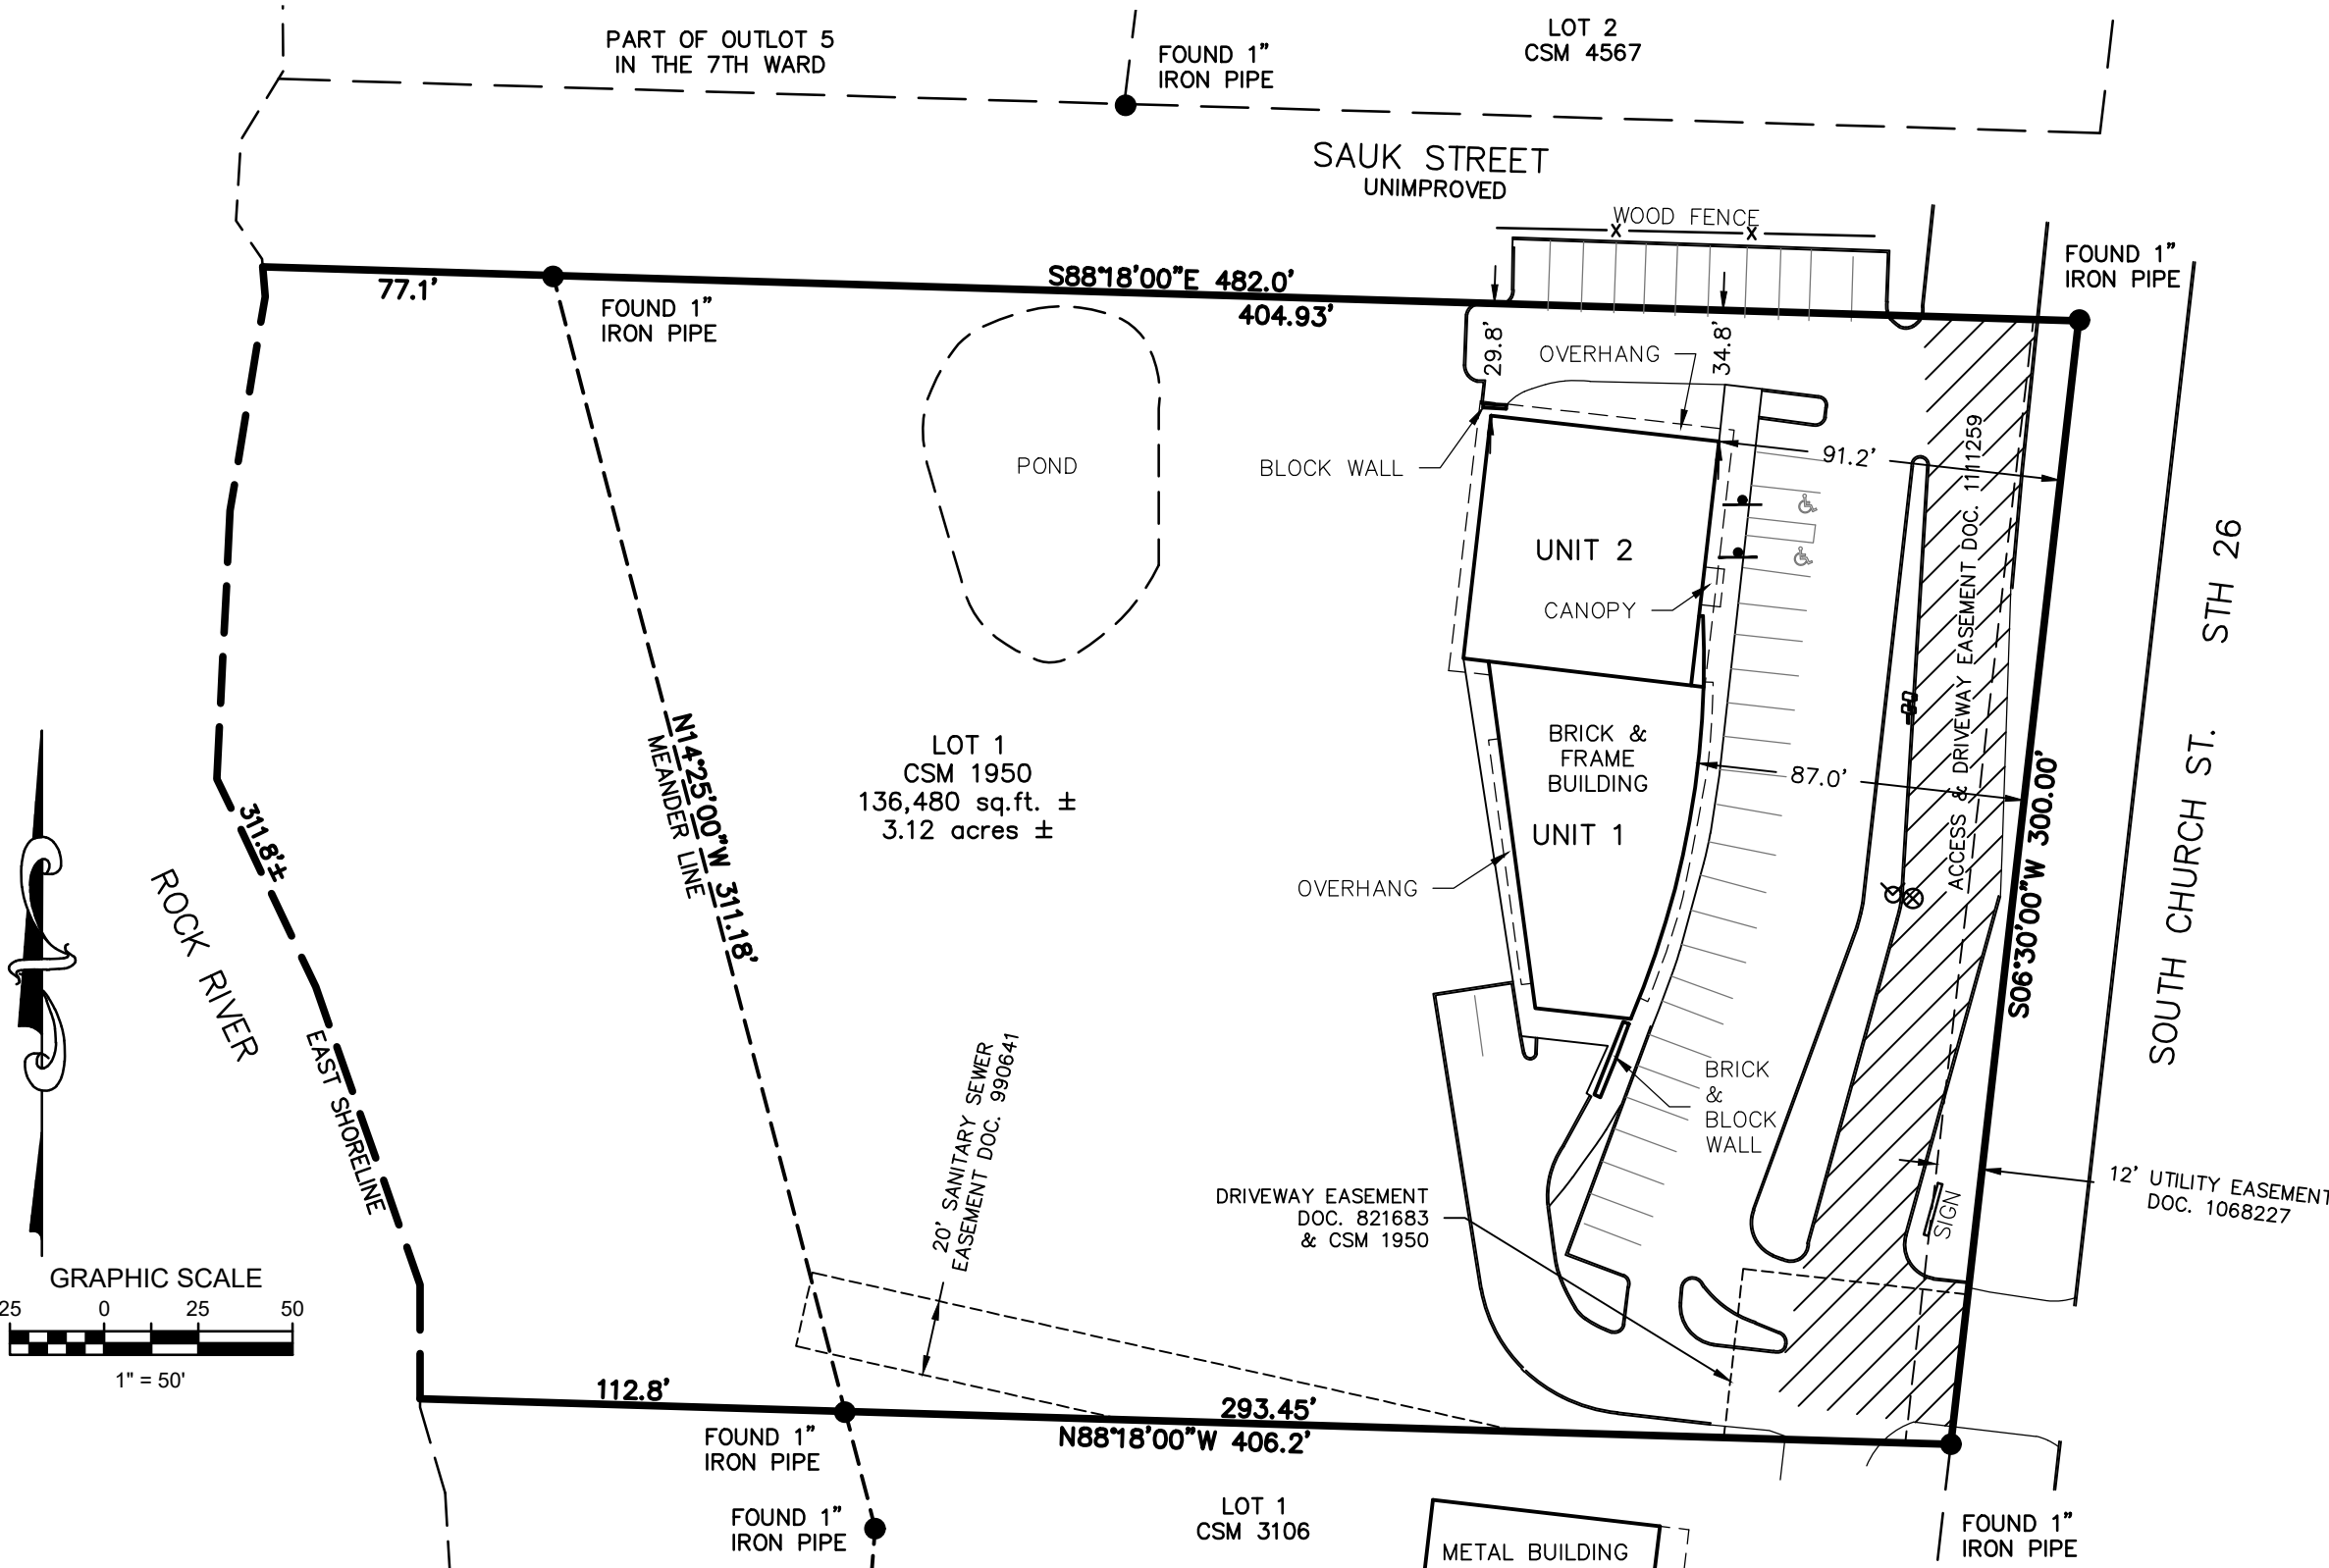 PART OF OUTLOT 5
IN THE 7TH WARD
FOUND 1"
IRON PIPE
LOT 2
CSM 4567
SAUK STREET
UNIMPROVED
WOOD FENCE
X
X
FOUND 1"
IRON PIPE
77.1'
S88°18'00"E 482.0'
404.93'
FOUND 1"
IRON PIPE
29.8'
34.8'
OVERHANG
POND
BLOCK WALL
91.2'
UNIT 2
CANOPY
ACCESS & DRIVEWAY EASEMENT DOC. 1111259
STH 26
SOUTH CHURCH ST.
N14°25'00"W 311.18'
MEANDER LINE
LOT 1
CSM 1950
136,480 sq.ft. ±
3.12 acres ±
BRICK &
FRAME
BUILDING
UNIT 1
87.0'
S06°30'00"W 300.00'
311.8'±
ROCK RIVER
EAST SHORELINE
OVERHANG
20' SANITARY SEWER
EASEMENT DOC. 990641
BRICK
&
BLOCK
WALL
DRIVEWAY EASEMENT
DOC. 821683
& CSM 1950
SIGN
12' UTILITY EASEMENT
DOC. 1068227
GRAPHIC SCALE
25 0 25 50
1" = 50'
112.8'
293.45'
N88°18'00"W 406.2'
FOUND 1"
IRON PIPE
FOUND 1"
IRON PIPE
LOT 1
CSM 3106
METAL BUILDING
FOUND 1"
IRON PIPE